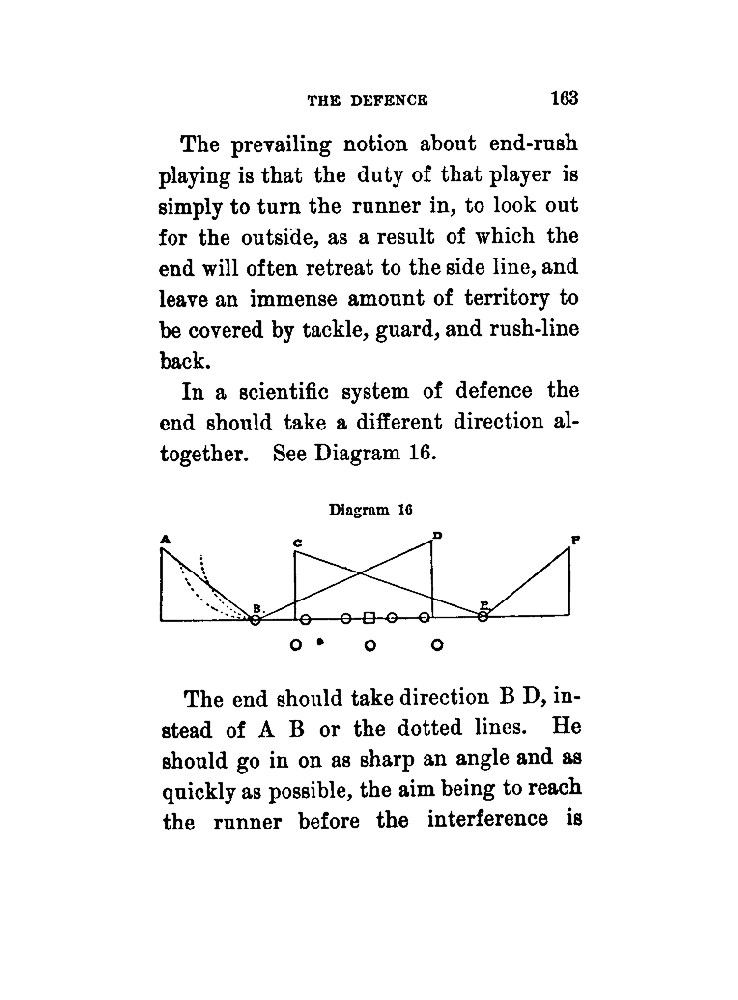 THE DEFENCE 163
The prevailing notion about end-rush
playing is that the duty of that player is
simply to turn the runner in, to look out
for the outside, as a result of which the
end will often retreat to the side line, and
leave an immense amount of territory to
be covered by tackle, guard, and rush-line
back.
In a scientific system of defence the
end should take a different direction al-
together. See Diagram 16.
Diagram 16
A C D F
B. E.
The end should take direction B D, in-
stead of A B or the dotted lines. He
should go in on as sharp an angle and as
quickly as possible, the aim being to reach
the runner before the interference is